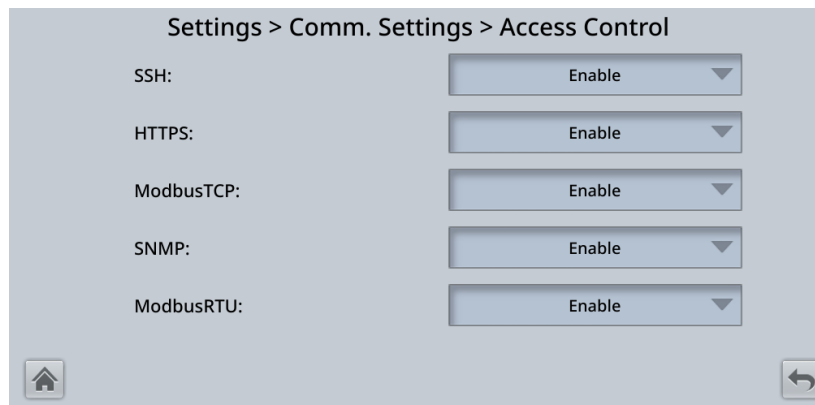 Settings > Comm. Settings > Access Control
SSH: Enable
HTTPS: Enable
ModbusTCP: Enable
SNMP: Enable
ModbusRTU: Enable